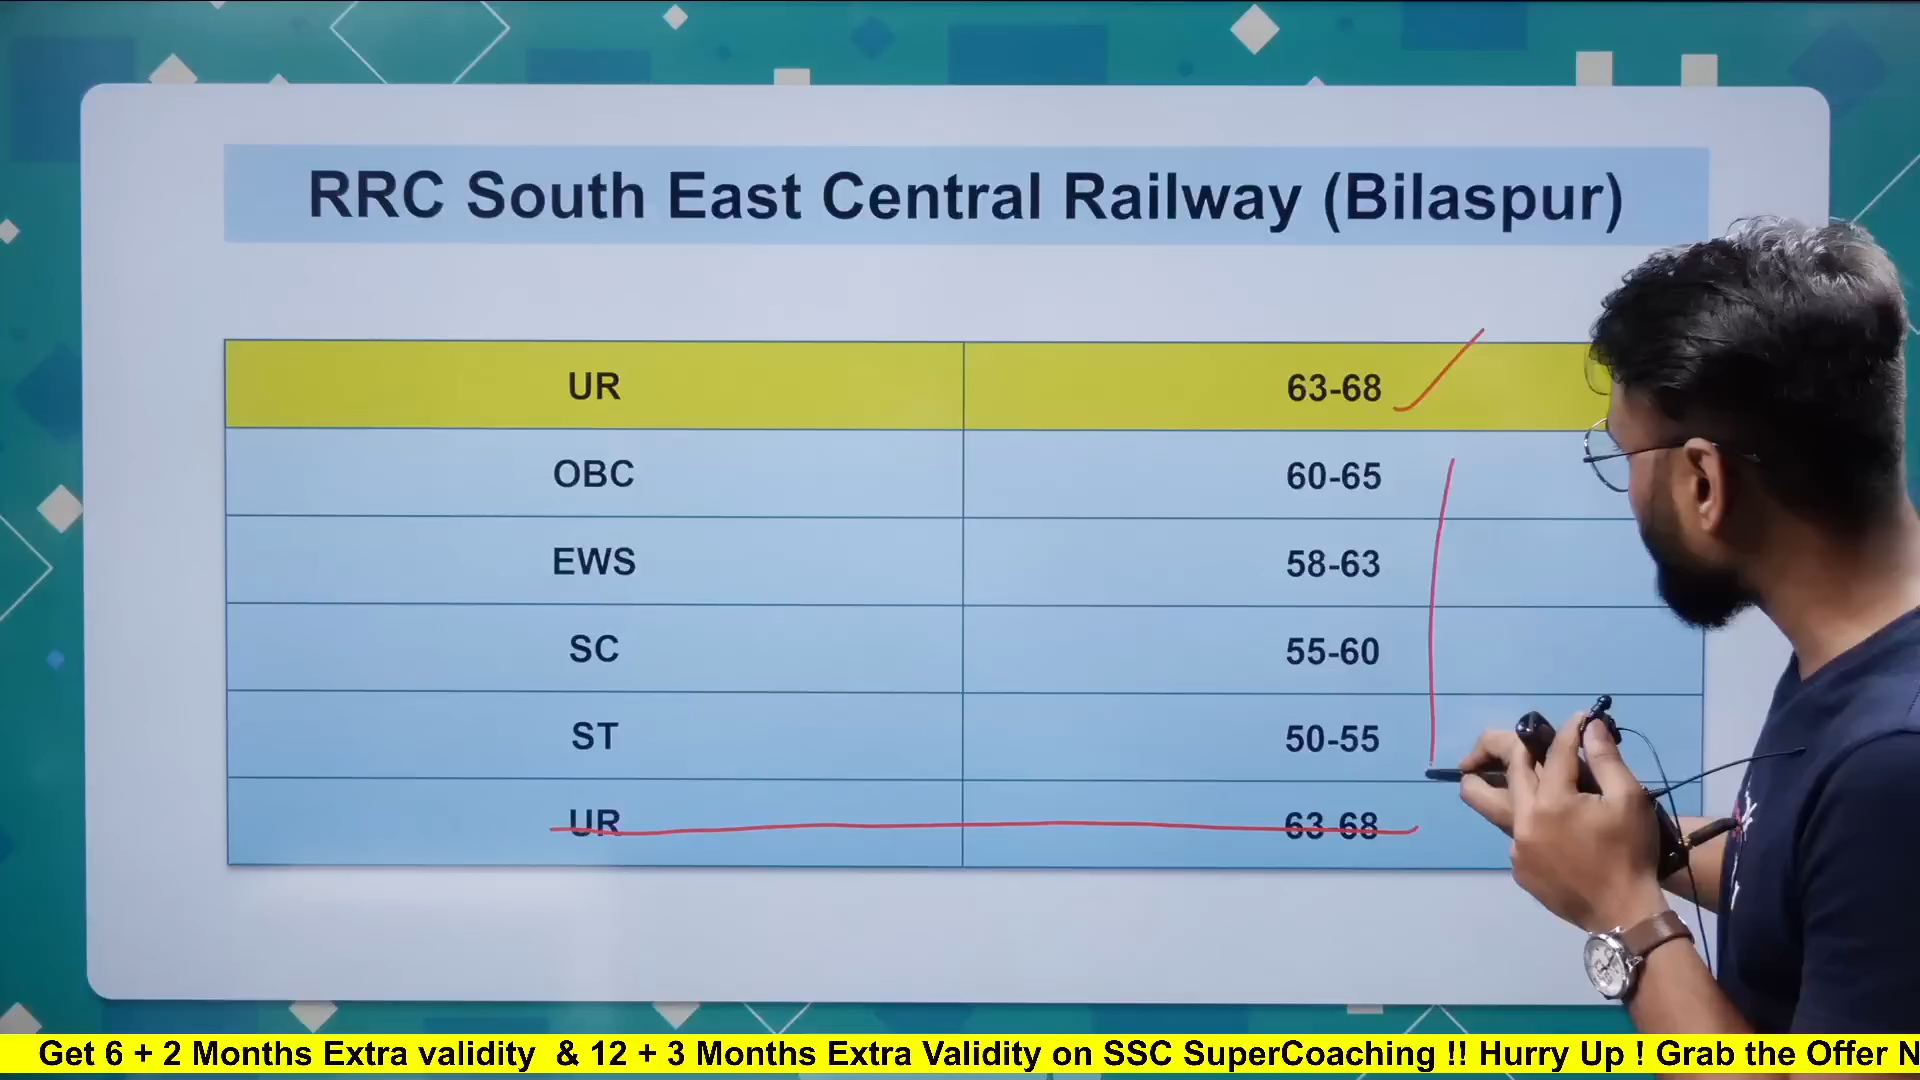 RRC South East Central Railway (Bilaspur)
UR 63-68
OBC 60-65
EWS 58-63
SC 55-60
ST 50-55
UR 63-68
Get 6 + 2 Months Extra validity & 12 + 3 Months Extra Validity on SSC SuperCoaching !! Hurry Up ! Grab the Offer N